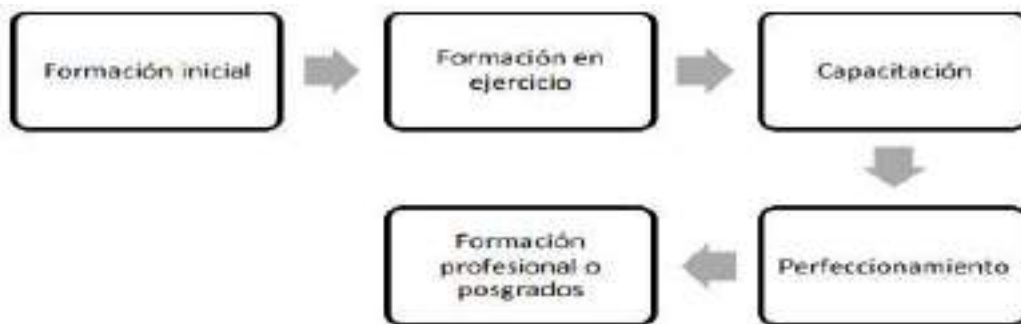 Formación inicial
Formación en
ejercicio
Capacitación
Perfeccionamiento
Formación
profesional o
posgrados